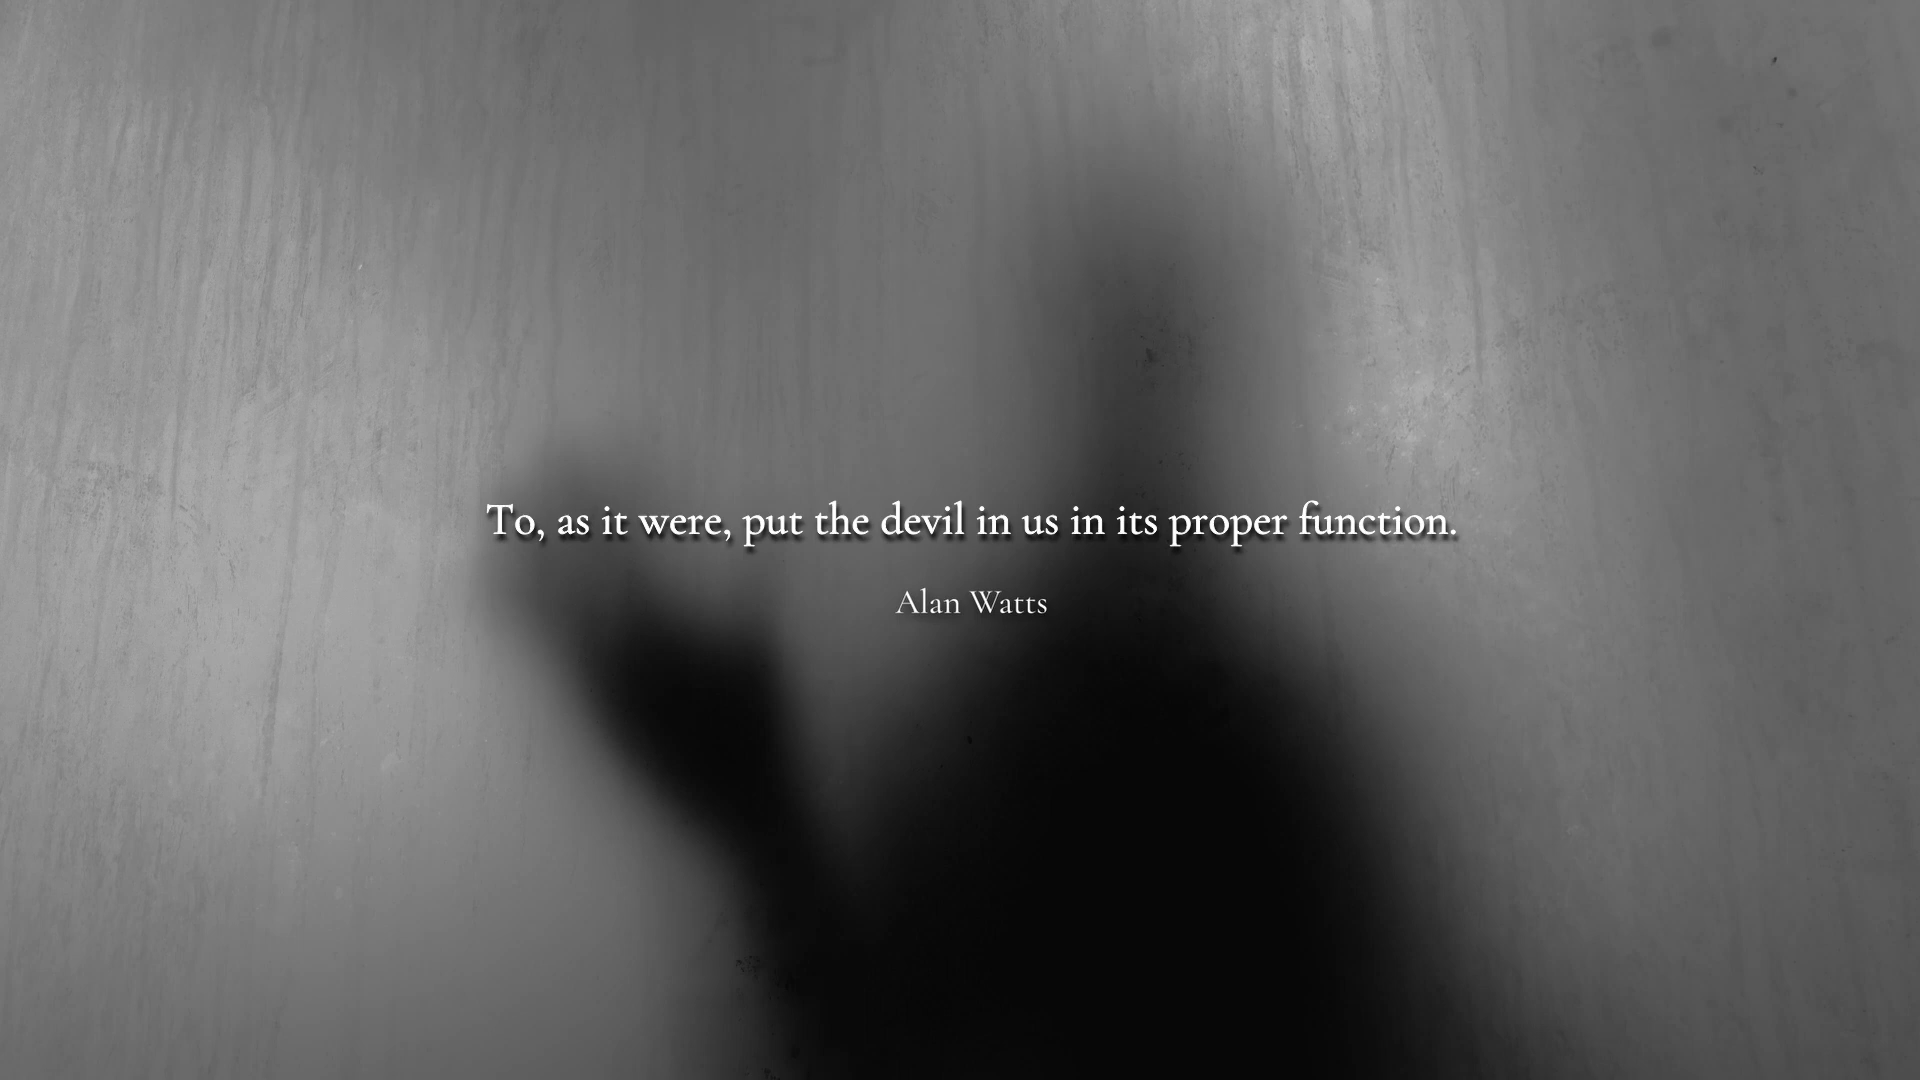 To, as it were, put the devil in us in its proper function.
Alan Watts